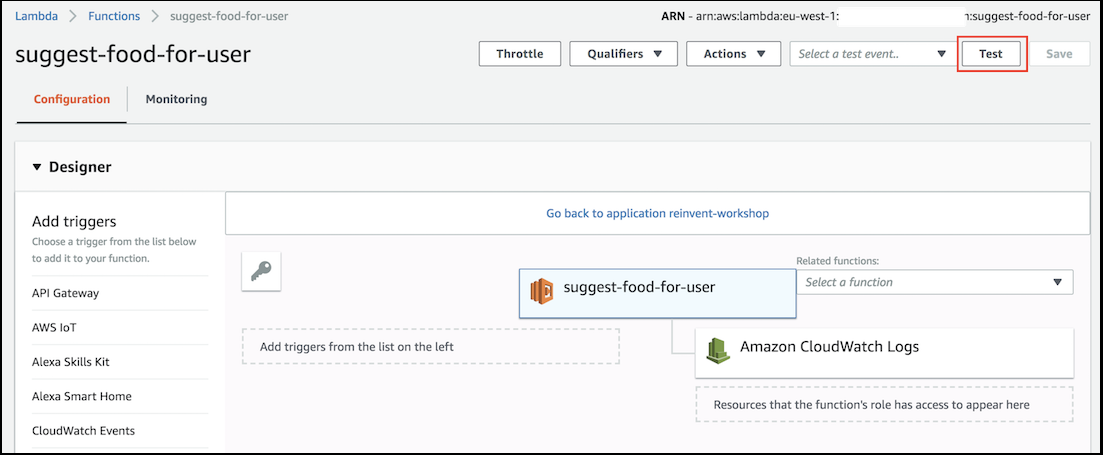 Lambda > Functions > suggest-food-for-user
ARN - arn:aws:lambda:eu-west-1: :suggest-food-for-user
suggest-food-for-user
Throttle Qualifiers Actions Select a test event.. Test Save
Configuration Monitoring
Designer
Add triggers
Choose a trigger from the list below
to add it to your function.
API Gateway
AWS IoT
Alexa Skills Kit
Alexa Smart Home
CloudWatch Events
Go back to application reinvent-workshop
Related functions:
suggest-food-for-user
Select a function
Add triggers from the list on the left
Amazon CloudWatch Logs
Resources that the function's role has access to appear here